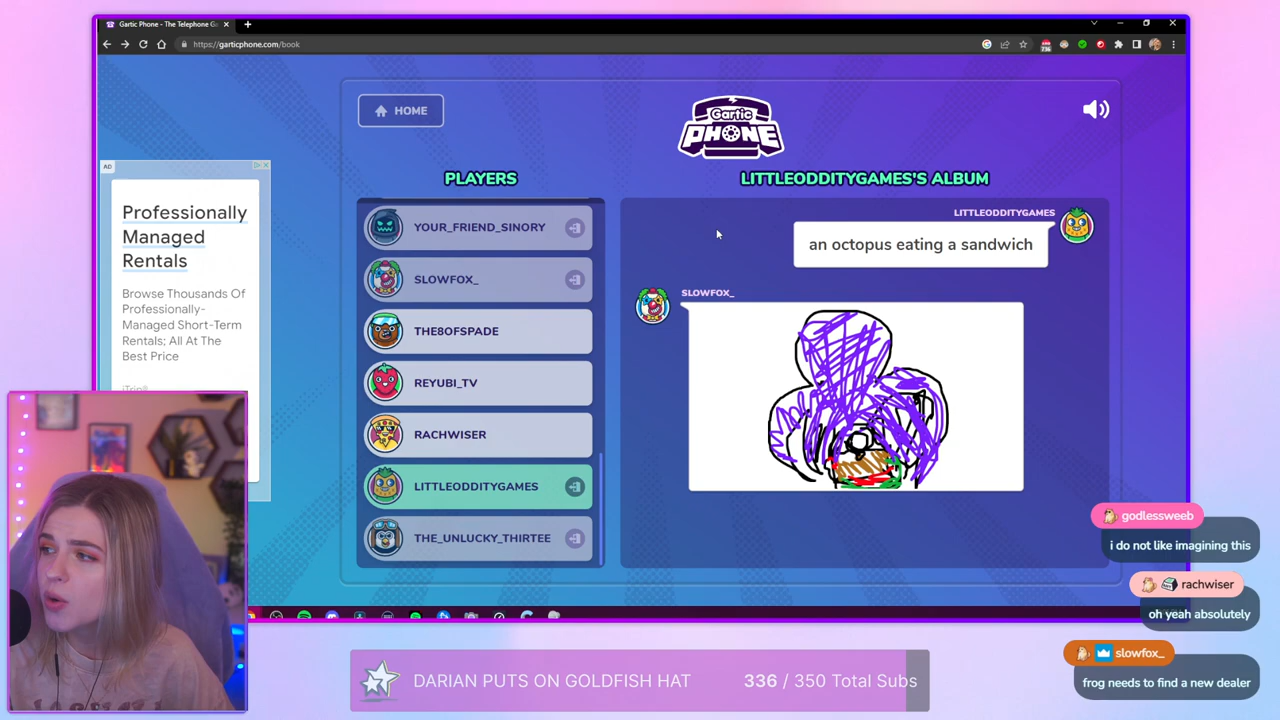 Gartic Phone - The Telephone Ga
https://garticphone.com/book
736
HOME
Gartic
PHONE
PLAYERS
LITTLEODDITYGAMES'S ALBUM
AD
Professionally
Managed
Rentals
Browse Thousands Of
Professionally-
Managed Short-Term
Rentals; All At The
Best Price
YOUR_FRIEND_SINORY
SLOWFOX_
THE8OFSPADE
REYUBI_TV
RACHWISER
LITTLEODDITYGAMES
THE_UNLUCKY_THIRTEE
LITTLEODDITYGAMES
an octopus eating a sandwich
SLOWFOX_
godlessweeb
i do not like imagining this
rachwiser
oh yeah absolutely
slowfox_
frog needs to find a new dealer
DARIAN PUTS ON GOLDFISH HAT
336 / 350 Total Subs